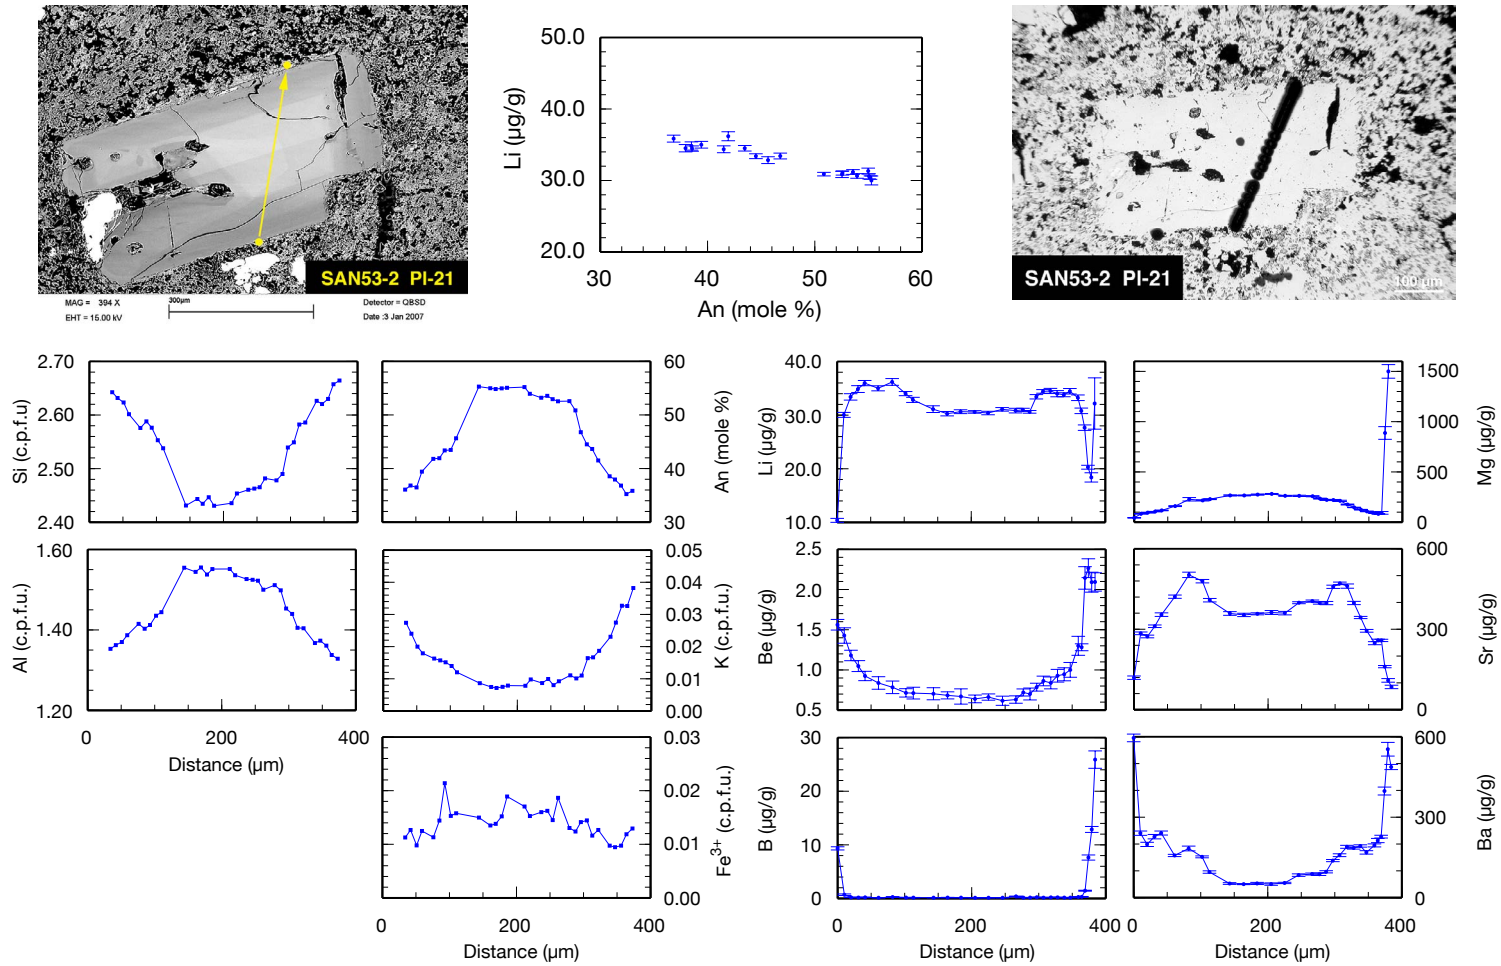 SAN53-2 Pl-21
MAG = 394 X
300µm
Detector = QBSD
EHT = 15.00 kV
Date :3 Jan 2007
50.0
40.0
30.0
20.0
Li (µg/g)
30
40
50
60
An (mole %)
SAN53-2 Pl-21
100 µm
2.70
2.60
2.50
2.40
Si (c.p.f.u)
60
50
40
30
An (mole %)
40.0
30.0
20.0
10.0
Li (µg/g)
1500
1000
500
0
Mg (µg/g)
1.60
1.40
1.20
Al (c.p.f.u.)
0
200
400
Distance (µm)
0.05
0.04
0.03
0.02
0.01
0.00
K (c.p.f.u.)
2.5
2.0
1.5
1.0
0.5
Be (µg/g)
600
300
0
Sr (µg/g)
0.03
0.02
0.01
0.00
Fe3+ (c.p.f.u.)
0
200
400
Distance (µm)
30
20
10
0
B (µg/g)
0
200
400
Distance (µm)
600
300
0
Ba (µg/g)
0
200
400
Distance (µm)